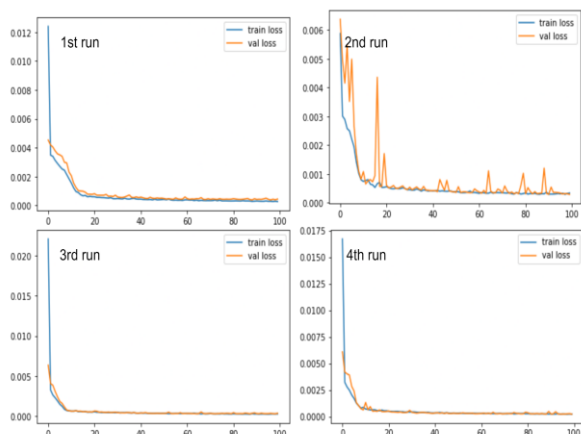 1st run
train loss
val loss
0.012
0.010
0.008
0.006
0.004
0.002
0.000
0 20 40 60 80 100
2nd run
train loss
val loss
0.006
0.005
0.004
0.003
0.002
0.001
0.000
0 20 40 60 80 100
3rd run
train loss
val loss
0.020
0.015
0.010
0.005
0.000
0 20 40 60 80 100
4th run
train loss
val loss
0.0175
0.0150
0.0125
0.0100
0.0075
0.0050
0.0025
0.0000
0 20 40 60 80 100